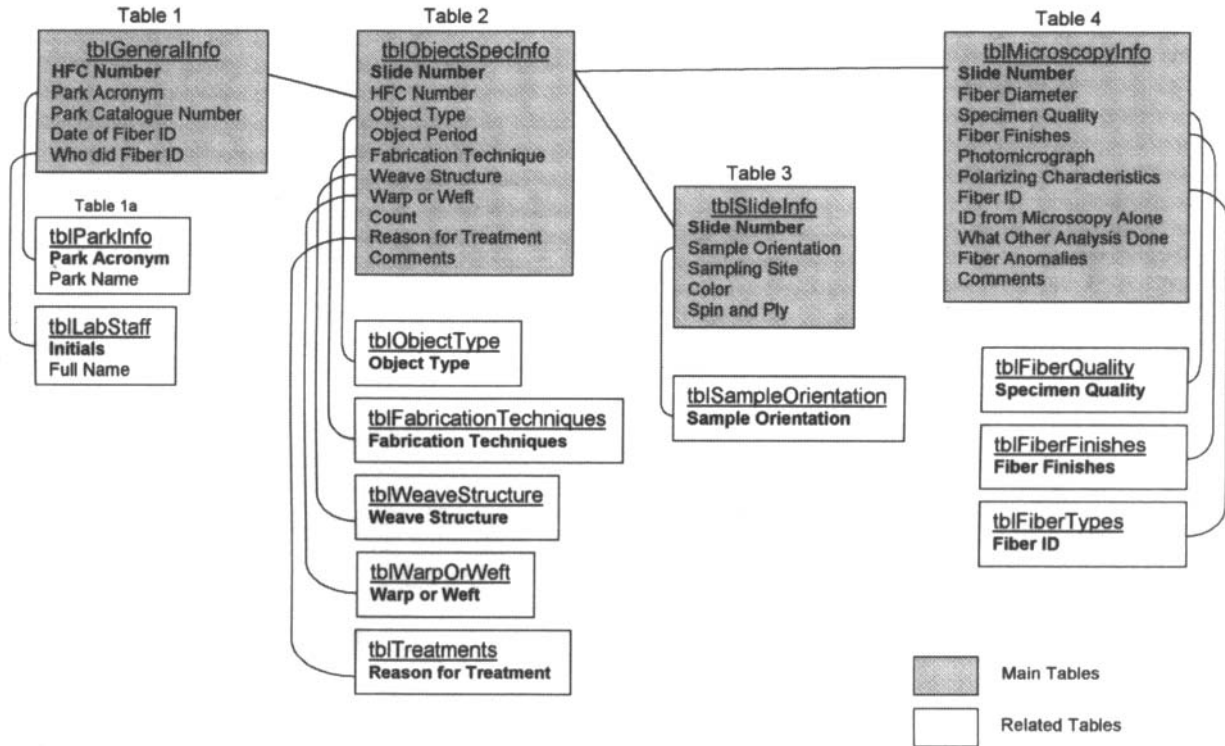 Table 1
tblGeneralInfo
HFC Number
Park Acronym
Park Catalogue Number
Date of Fiber ID
Who did Fiber ID
Table 1a
tblParkInfo
Park Acronym
Park Name
tblLabStaff
Initials
Full Name
Table 2
tblObjectSpecInfo
Slide Number
HFC Number
Object Type
Object Period
Fabrication Technique
Weave Structure
Warp or Weft
Count
Reason for Treatment
Comments
tblObjectType
Object Type
tblFabricationTechniques
Fabrication Techniques
tblWeaveStructure
Weave Structure
tblWarpOrWeft
Warp or Weft
tblTreatments
Reason for Treatment
Table 3
tblSlideInfo
Slide Number
Sample Orientation
Sampling Site
Color
Spin and Ply
tblSampleOrientation
Sample Orientation
Table 4
tblMicroscopyInfo
Slide Number
Fiber Diameter
Specimen Quality
Fiber Finishes
Photomicrograph
Polarizing Characteristics
Fiber ID
ID from Microscopy Alone
What Other Analysis Done
Fiber Anomalies
Comments
tblFiberQuality
Specimen Quality
tblFiberFinishes
Fiber Finishes
tblFiberTypes
Fiber ID
Main Tables
Related Tables